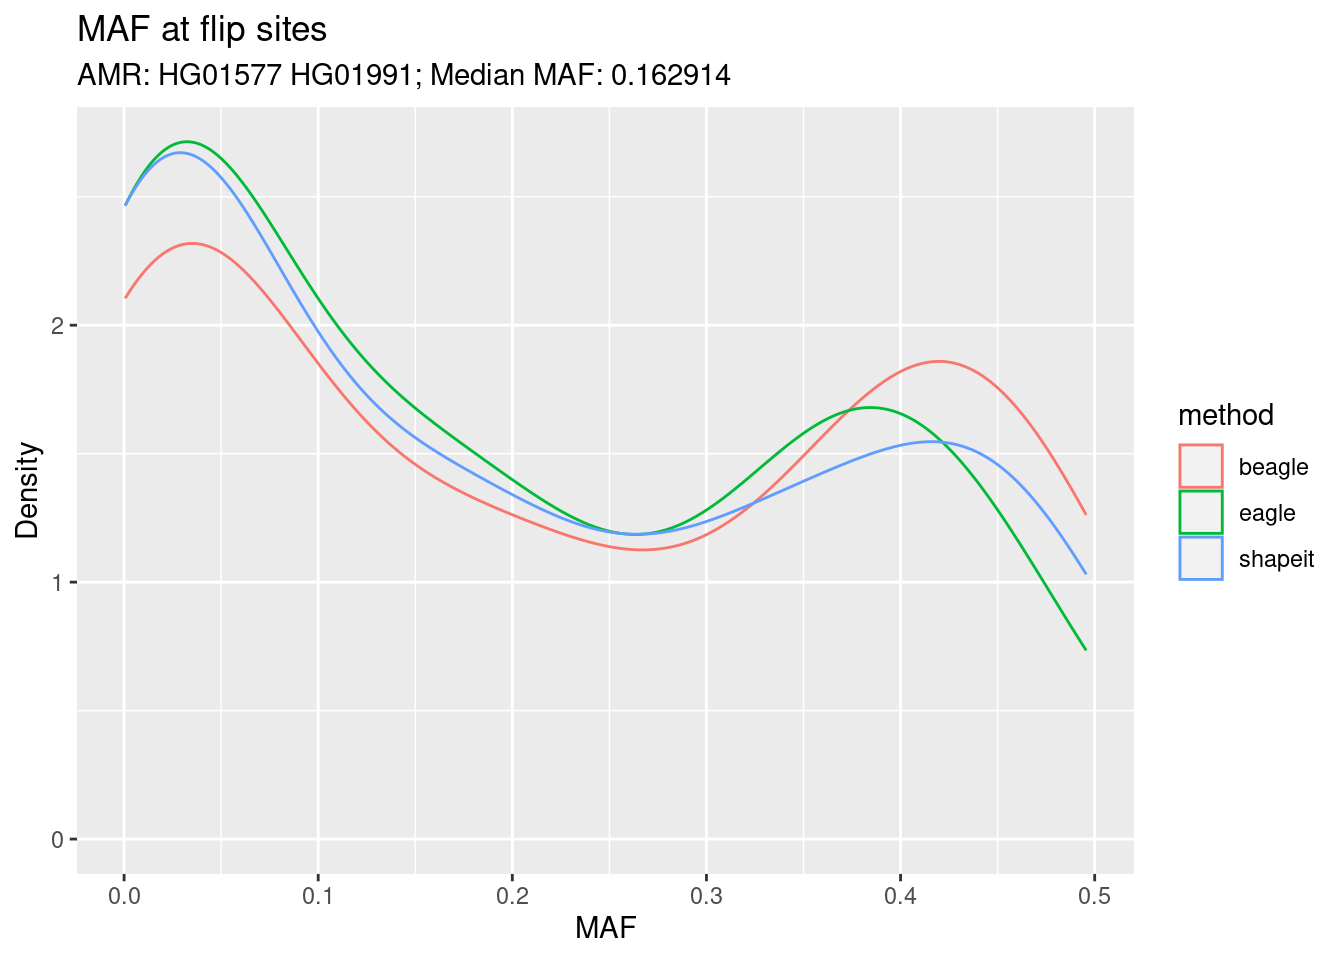 MAF at flip sites
AMR: HG01577 HG01991; Median MAF: 0.162914
Density
2
1
0
0.0 0.1 0.2 0.3 0.4 0.5
MAF
method
beagle
eagle
shapeit